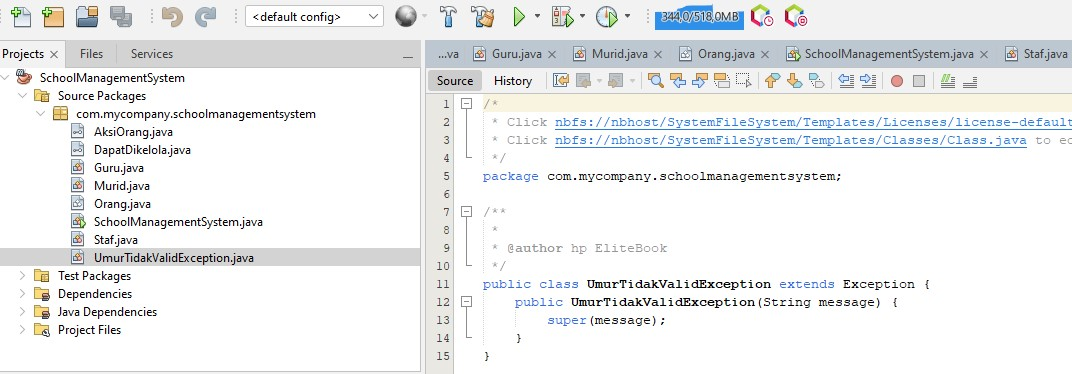 <default config>
344,0/518,0MB
Projects
Files
Services
SchoolManagementSystem
Source Packages
com.mycompany.schoolmanagementsystem
AksiOrang.java
DapatDikelola.java
Guru.java
Murid.java
Orang.java
SchoolManagementSystem.java
Staf.java
UmurTidakValidException.java
Test Packages
Dependencies
Java Dependencies
Project Files
...va
Guru.java
Murid.java
Orang.java
SchoolManagementSystem.java
Staf.java
Source
History
1 /*
2 * Click nbfs://nbhost/SystemFileSystem/Templates/Licenses/license-default
3 * Click nbfs://nbhost/SystemFileSystem/Templates/Classes/Class.java to ed
4 */
5 package com.mycompany.schoolmanagementsystem;
6
7 /**
8 *
9 * @author hp EliteBook
10 */
11 public class UmurTidakValidException extends Exception {
12 public UmurTidakValidException(String message) {
13 super(message);
14 }
15 }